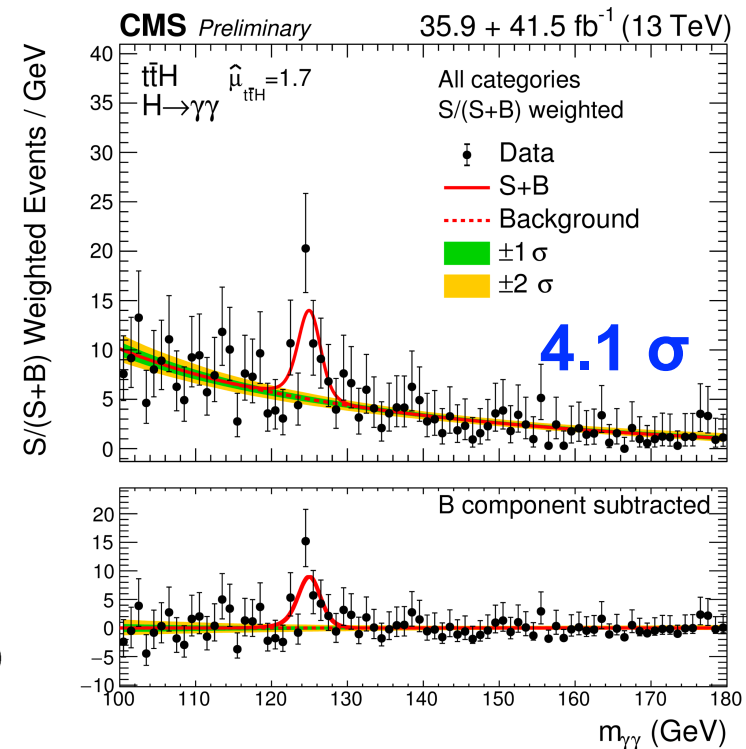 CMS Preliminary 35.9 + 41.5 fb⁻¹ (13 TeV)
S/(S+B) Weighted Events / GeV
40
35
30
25
20
15
10
5
0
tt̄H μ̂tt̄H=1.7
H→γγ
All categories
S/(S+B) weighted
Data
S+B
Background
±1 σ
±2 σ
4.1 σ
B component subtracted
20
15
10
5
0
−5
−10
100 110 120 130 140 150 160 170 180
mγγ (GeV)
)